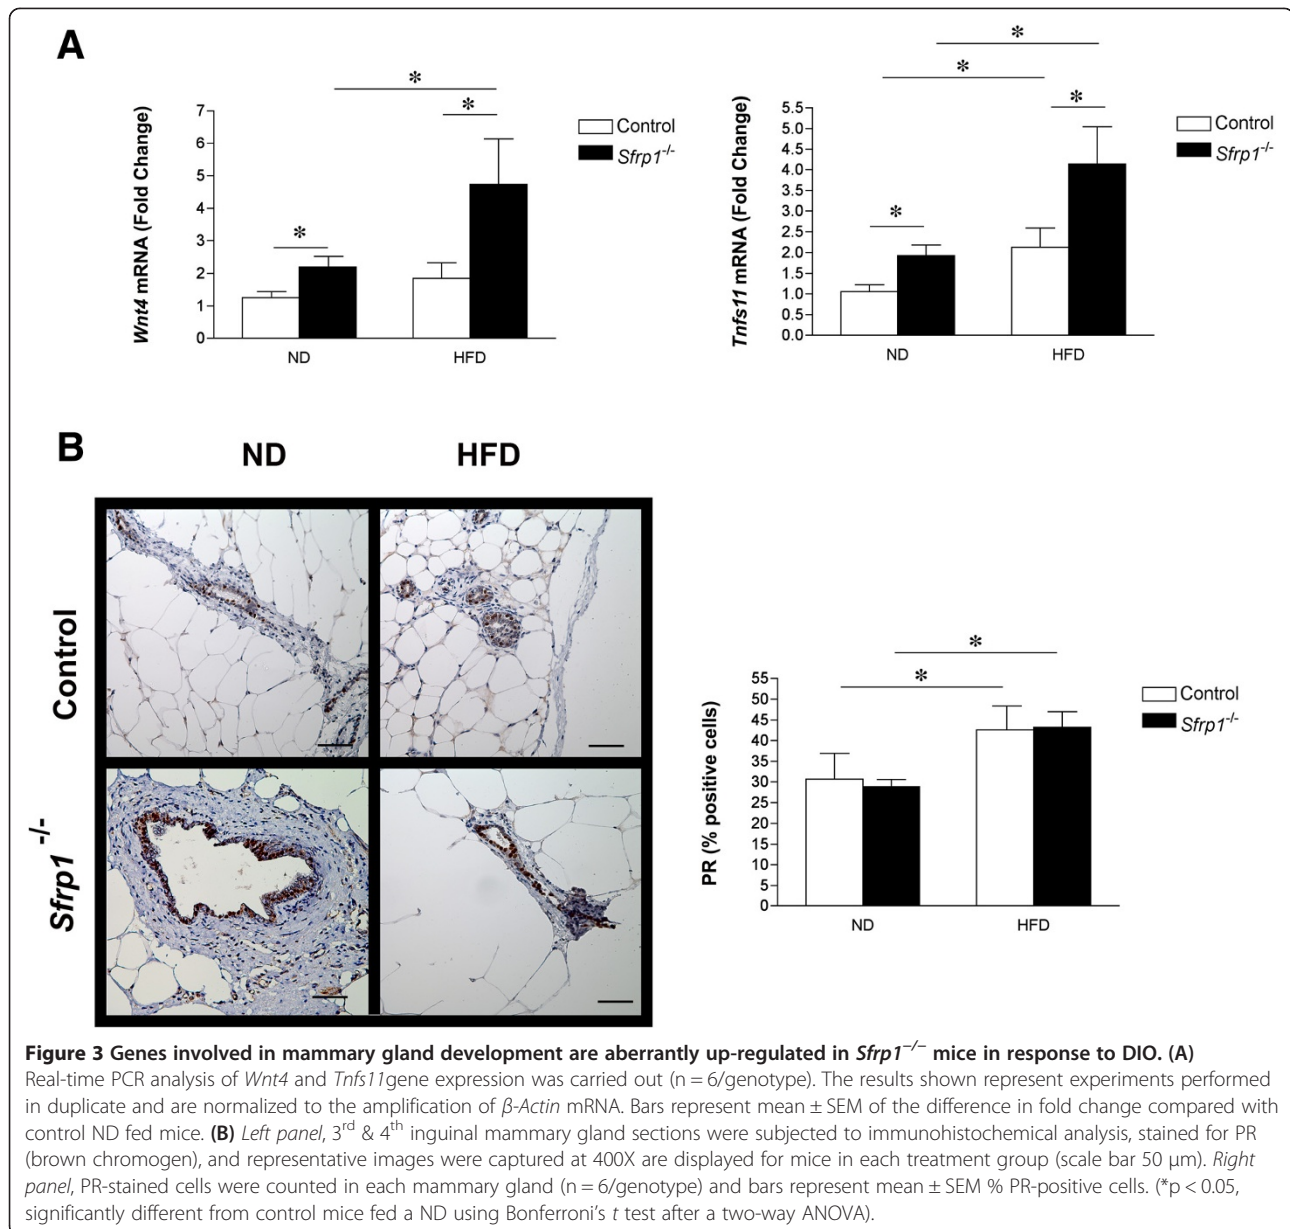 A
*
*
*
Wnt4 mRNA (Fold Change)
7
6
5
4
3
2
1
0
ND
HFD
Control
Sfrp1-/-
*
*
*
*
Tnfs11 mRNA (Fold Change)
5.5
5.0
4.5
4.0
3.5
3.0
2.5
2.0
1.5
1.0
0.5
0.0
ND
HFD
Control
Sfrp1-/-
B
ND
HFD
Control
Sfrp1 -/-
*
*
PR (% positive cells)
55
50
45
40
35
30
25
20
15
10
5
0
ND
HFD
Control
Sfrp1-/-
Figure 3 Genes involved in mammary gland development are aberrantly up-regulated in Sfrp1−/− mice in response to DIO. (A)
Real-time PCR analysis of Wnt4 and Tnfs11gene expression was carried out (n = 6/genotype). The results shown represent experiments performed
in duplicate and are normalized to the amplification of β-Actin mRNA. Bars represent mean ± SEM of the difference in fold change compared with
control ND fed mice. (B) Left panel, 3rd & 4th inguinal mammary gland sections were subjected to immunohistochemical analysis, stained for PR
(brown chromogen), and representative images were captured at 400X are displayed for mice in each treatment group (scale bar 50 μm). Right
panel, PR-stained cells were counted in each mammary gland (n = 6/genotype) and bars represent mean ± SEM % PR-positive cells. (*p < 0.05,
significantly different from control mice fed a ND using Bonferroni's t test after a two-way ANOVA).